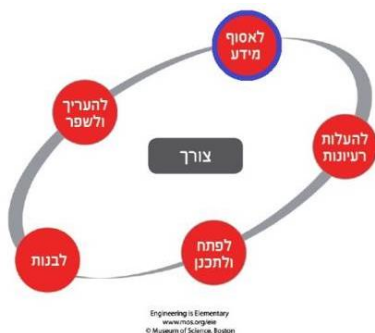 לאסוף
מידע
להעלות
רעיונות
לפתח
ולתכנן
לבנות
להעריך
ולשפר
צורך
Engineering is Elementary
www.mos.org/eie
© Museum of Science, Boston